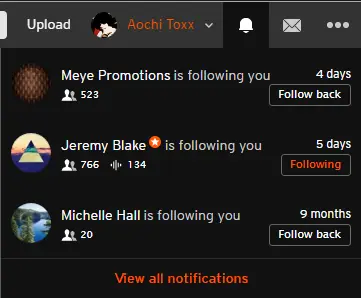 Upload Aochi Toxx
Meye Promotions is following you 4 days
523 Follow back
Jeremy Blake is following you 5 days
766 134 Following
Michelle Hall is following you 9 months
20 Follow back
View all notifications